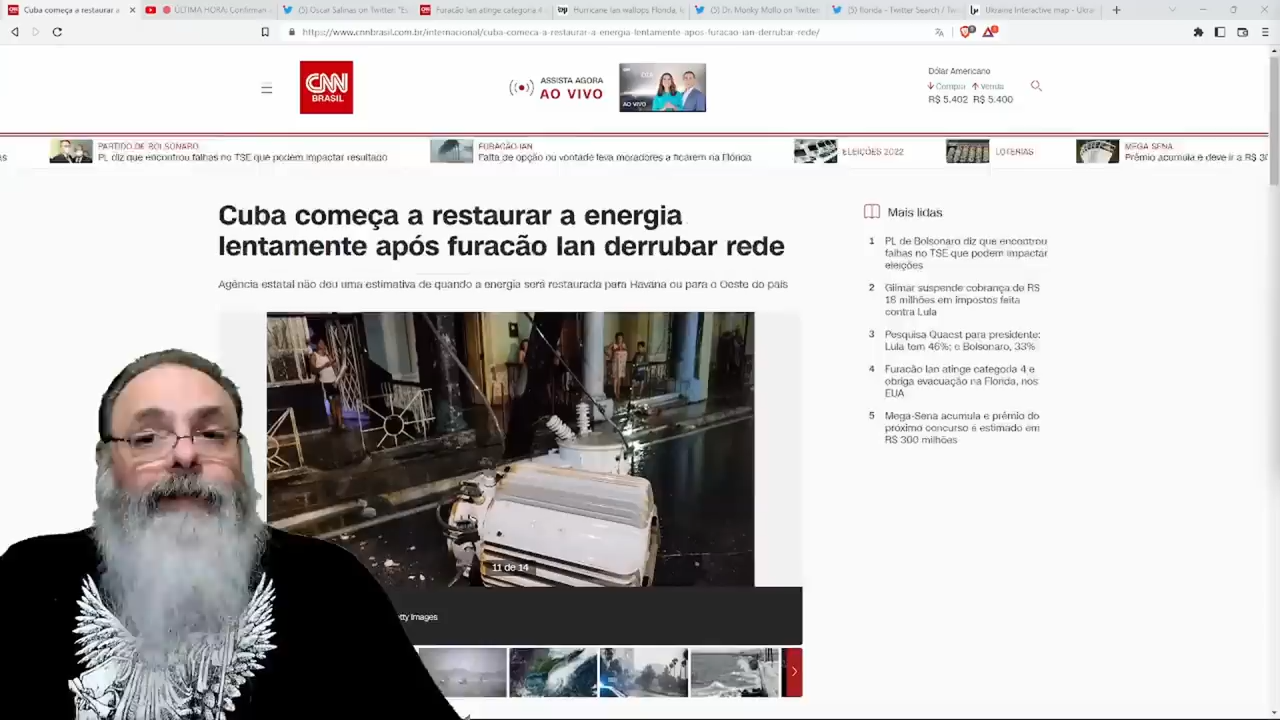 Cuba começa a restaurar a
ÚLTIMA HORA! Confirmam
(5) Oscar Salinas on Twitter: "Es
Furacão Ian atinge categoria 4
Hurricane Ian wallops Florida, k
(5) Dr. Monky Mollo on Twitter
(5) florida - Twitter Search / Tw
Ukraine Interactive map - Ukra
https://www.cnnbrasil.com.br/internacional/cuba-comeca-a-restaurar-a-energia-lentamente-apos-furacao-ian-derrubar-rede/
CNN
BRASIL
ASSISTA AGORA
AO VIVO
DIA
AO VIVO
Dólar Americano
Compra Venda
R$ 5.402 R$ 5.400
PARTIDO DE BOLSONARO
PL diz que encontrou falhas no TSE que podem impactar resultado
FURACÃO IAN
Falta de opção ou vontade leva moradores a ficarem na Flórida
ELEIÇÕES 2022
LOTERIAS
MEGA SENA
Prêmio acumula e deve ir a R$ 30
Cuba começa a restaurar a energia
lentamente após furacão Ian derrubar rede
Agência estatal não deu uma estimativa de quando a energia será restaurada para Havana ou para o Oeste do país
11 de 14
etty Images
Mais lidas
1 PL de Bolsonaro diz que encontrou
falhas no TSE que podem impactar
eleições
2 Gilmar suspende cobrança de R$
18 milhões em impostos feita
contra Lula
3 Pesquisa Quaest para presidente:
Lula tem 46%; e Bolsonaro, 33%
4 Furacão Ian atinge categoria 4 e
obriga evacuação na Flórida, nos
EUA
5 Mega-Sena acumula e prêmio do
próximo concurso é estimado em
R$ 300 milhões